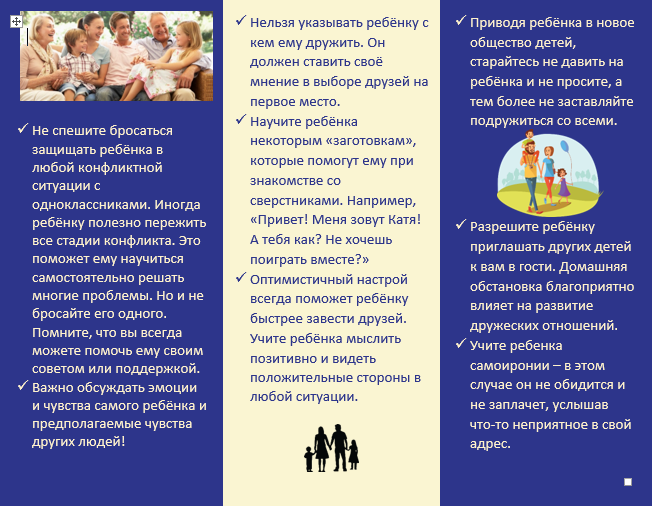 ✓ Не спешите бросаться
защищать ребёнка в
любой конфликтной
ситуации с
одноклассниками. Иногда
ребёнку полезно пережить
все стадии конфликта. Это
поможет ему научиться
самостоятельно решать
многие проблемы. Но и не
бросайте его одного.
Помните, что вы всегда
можете помочь ему своим
советом или поддержкой.
✓ Важно обсуждать эмоции
и чувства самого ребёнка и
предполагаемые чувства
других людей!
✓ Нельзя указывать ребёнку с
кем ему дружить. Он
должен ставить своё
мнение в выборе друзей на
первое место.
✓ Научите ребёнка
некоторым «заготовкам»,
которые помогут ему при
знакомстве со
сверстниками. Например,
«Привет! Меня зовут Катя!
А тебя как? Не хочешь
поиграть вместе?»
✓ Оптимистичный настрой
всегда поможет ребёнку
быстрее завести друзей.
Учите ребёнка мыслить
позитивно и видеть
положительные стороны в
любой ситуации.
✓ Приводя ребёнка в новое
общество детей,
старайтесь не давить на
ребёнка и не просите, а
тем более не заставляйте
подружиться со всеми.
✓ Разрешите ребёнку
приглашать других детей
к вам в гости. Домашняя
обстановка благоприятно
влияет на развитие
дружеских отношений.
✓ Учите ребенка
самоиронии – в этом
случае он не обидится и
не заплачет, услышав
что-то неприятное в свой
адрес.